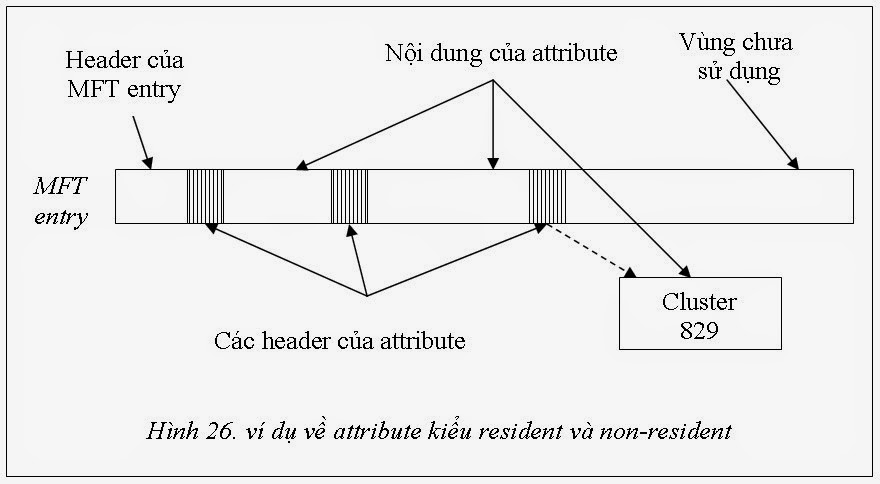 Header của
MFT entry
Nội dung của attribute
Vùng chưa
sử dụng
MFT
entry
Cluster
829
Các header của attribute
Hình 26. ví dụ về attribute kiểu resident và non-resident